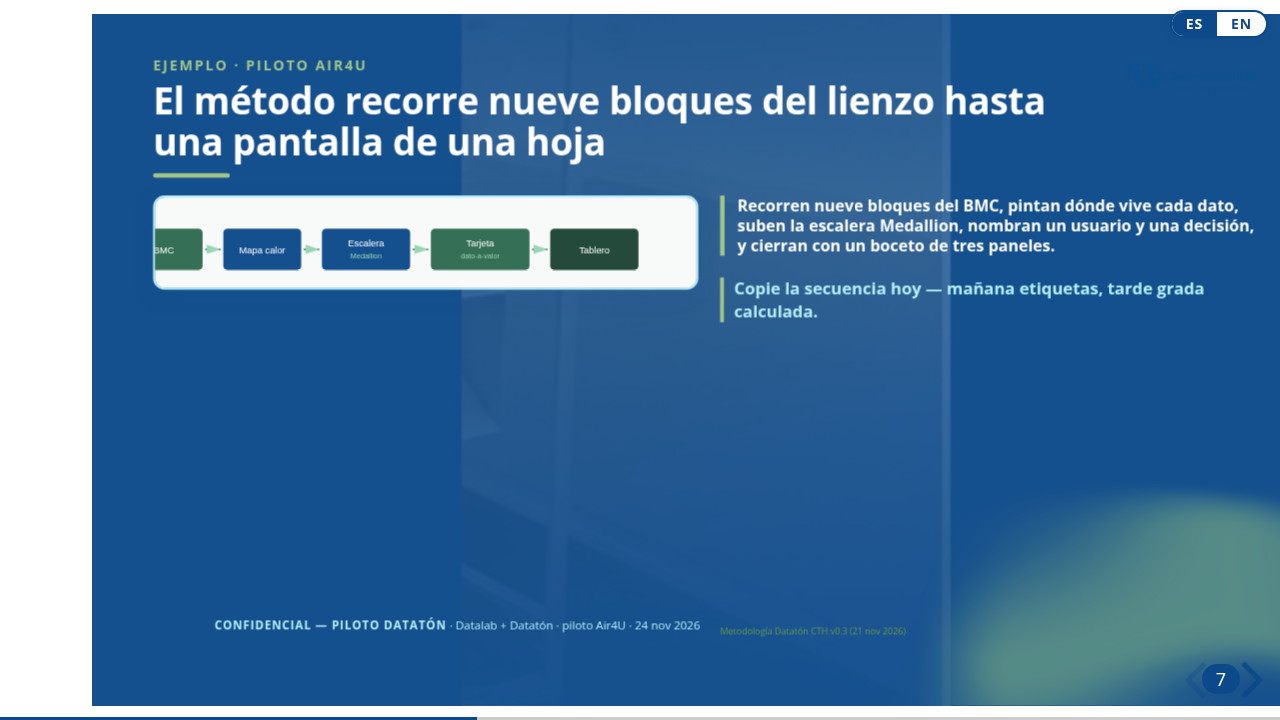 ES EN
EJEMPLO · PILOTO AIR4U
El método recorre nueve bloques del lienzo hasta
una pantalla de una hoja
BMC
Mapa calor
Escalera
Medallion
Tarjeta
dato-a-valor
Tablero
Recorren nueve bloques del BMC, pintan dónde vive cada dato,
suben la escalera Medallion, nombran un usuario y una decisión,
y cierran con un boceto de tres paneles.
Copie la secuencia hoy — mañana etiquetas, tarde grada
calculada.
CONFIDENCIAL — PILOTO DATATÓN · Datalab + Datatón · piloto Air4U · 24 nov 2026
Metodología Datatón CTH v0.3 (21 nov 2026)
7